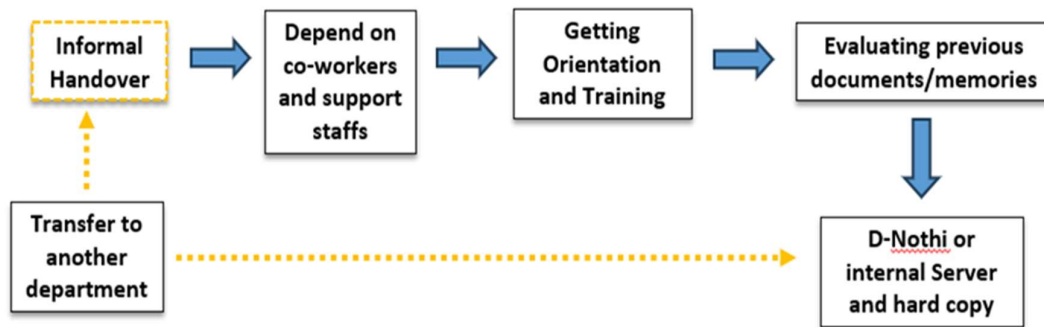 Informal
Handover
Depend on
co-workers
and support
staffs
Getting
Orientation
and Training
Evaluating previous
documents/memories
Transfer to
another
department
D-Nothi or
internal Server
and hard copy